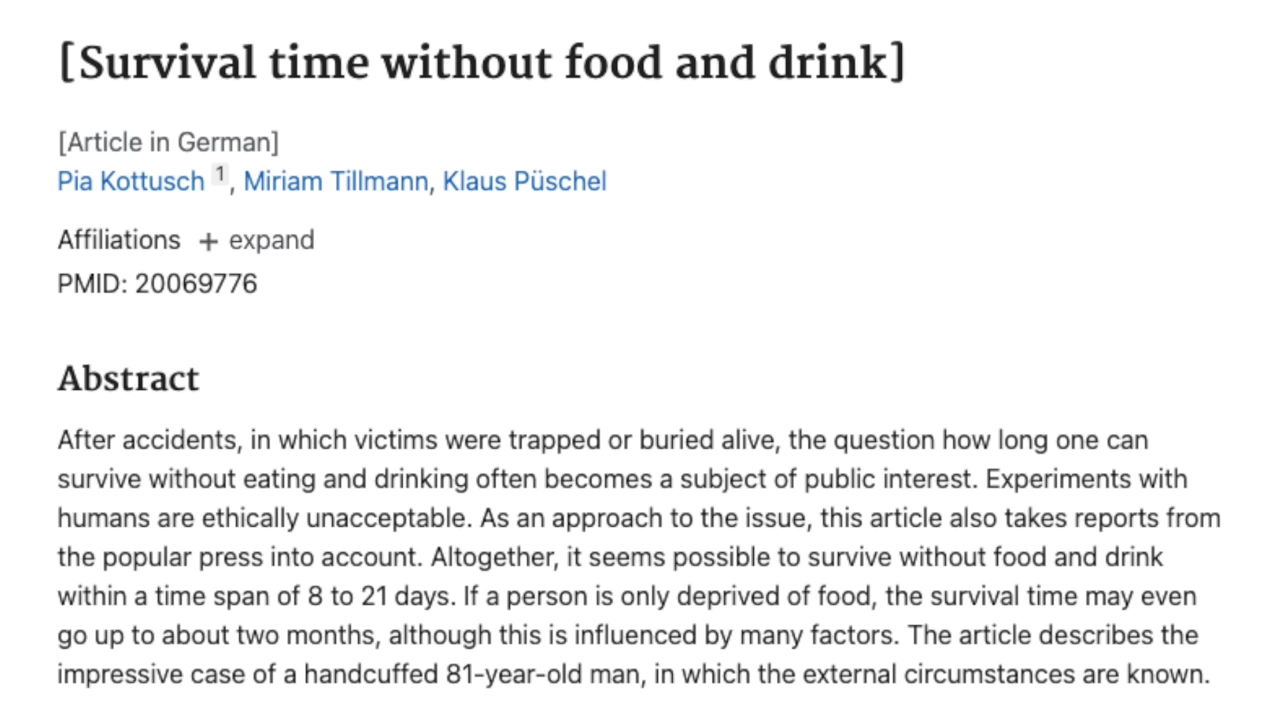 [Survival time without food and drink]
[Article in German]
Pia Kottusch 1, Miriam Tillmann, Klaus Püschel
Affiliations + expand
PMID: 20069776
Abstract
After accidents, in which victims were trapped or buried alive, the question how long one can
survive without eating and drinking often becomes a subject of public interest. Experiments with
humans are ethically unacceptable. As an approach to the issue, this article also takes reports from
the popular press into account. Altogether, it seems possible to survive without food and drink
within a time span of 8 to 21 days. If a person is only deprived of food, the survival time may even
go up to about two months, although this is influenced by many factors. The article describes the
impressive case of a handcuffed 81-year-old man, in which the external circumstances are known.